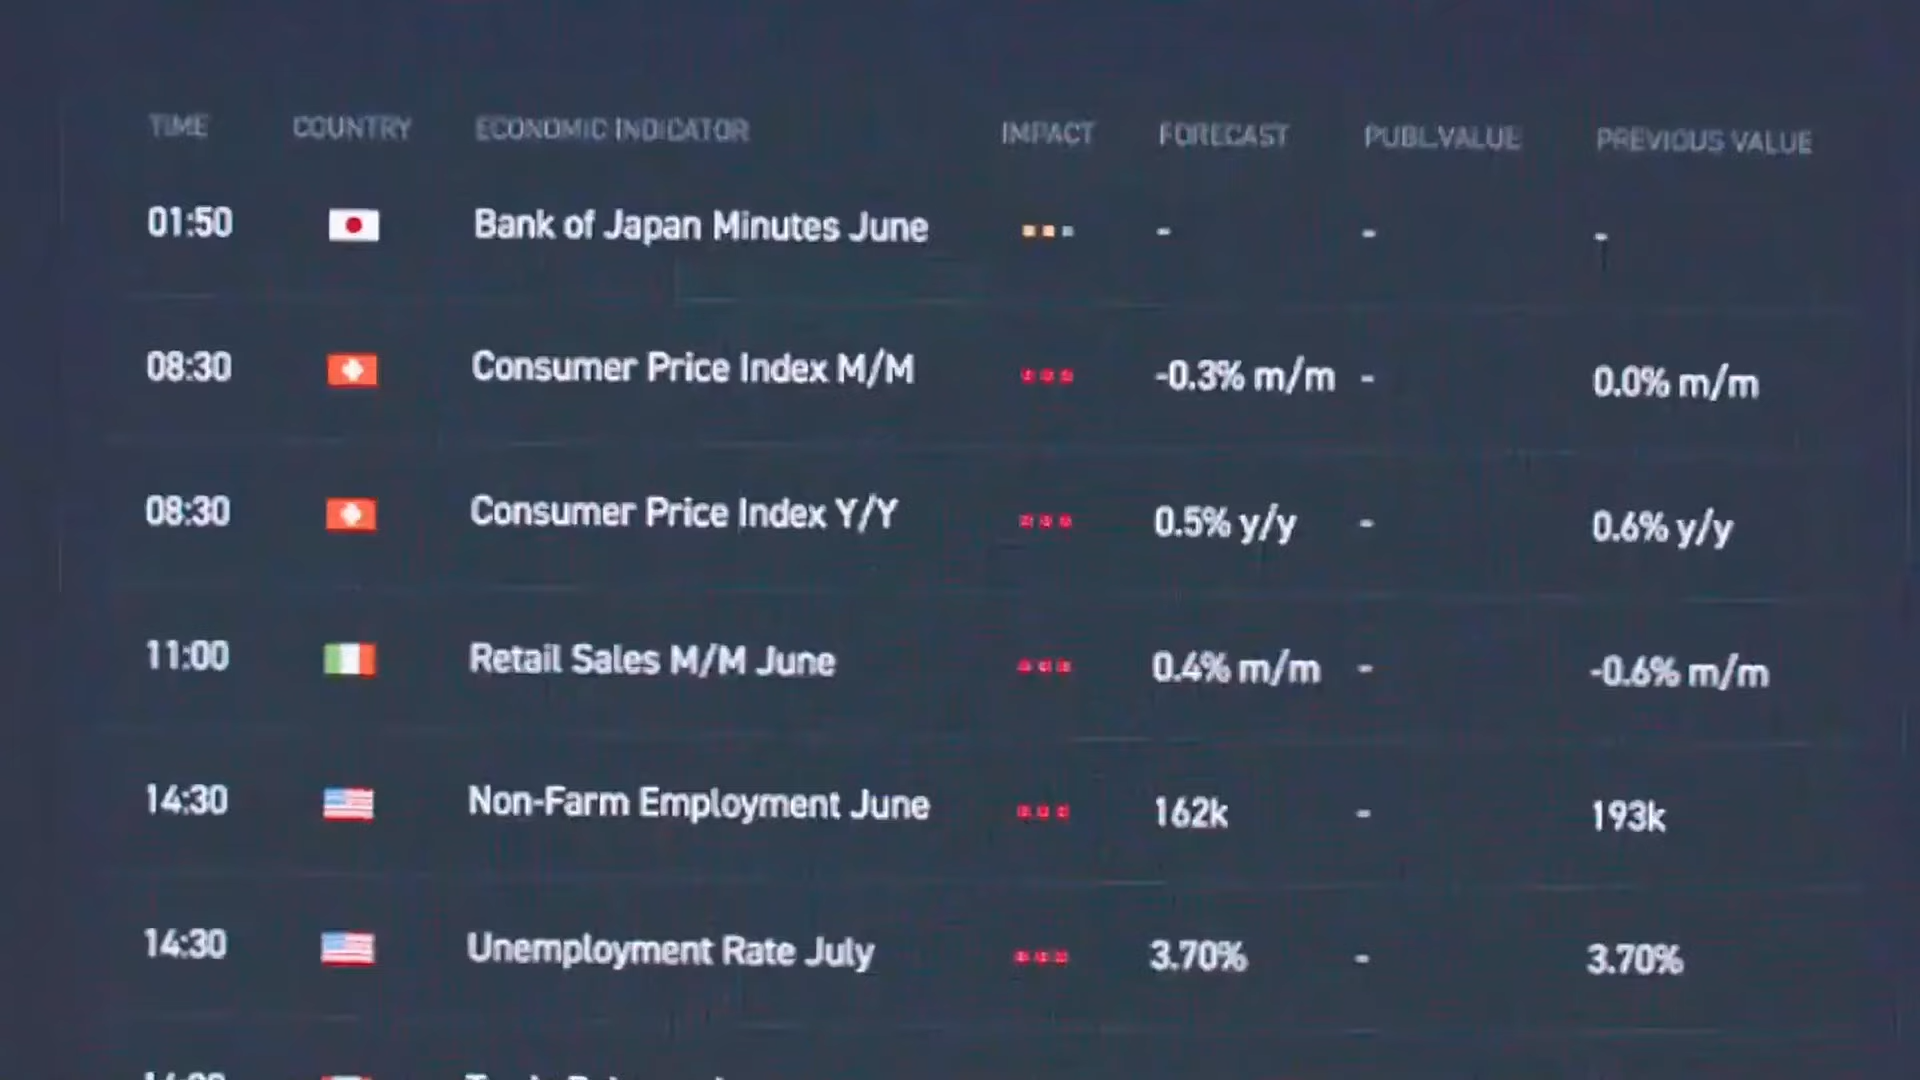 TIME COUNTRY ECONOMIC INDICATOR IMPACT FORECAST PUBL.VALUE PREVIOUS VALUE
01:50 Bank of Japan Minutes June - - -
08:30 Consumer Price Index M/M -0.3% m/m - 0.0% m/m
08:30 Consumer Price Index Y/Y 0.5% y/y - 0.6% y/y
11:00 Retail Sales M/M June 0.4% m/m - -0.6% m/m
14:30 Non-Farm Employment June 162k - 193k
14:30 Unemployment Rate July 3.70% - 3.70%